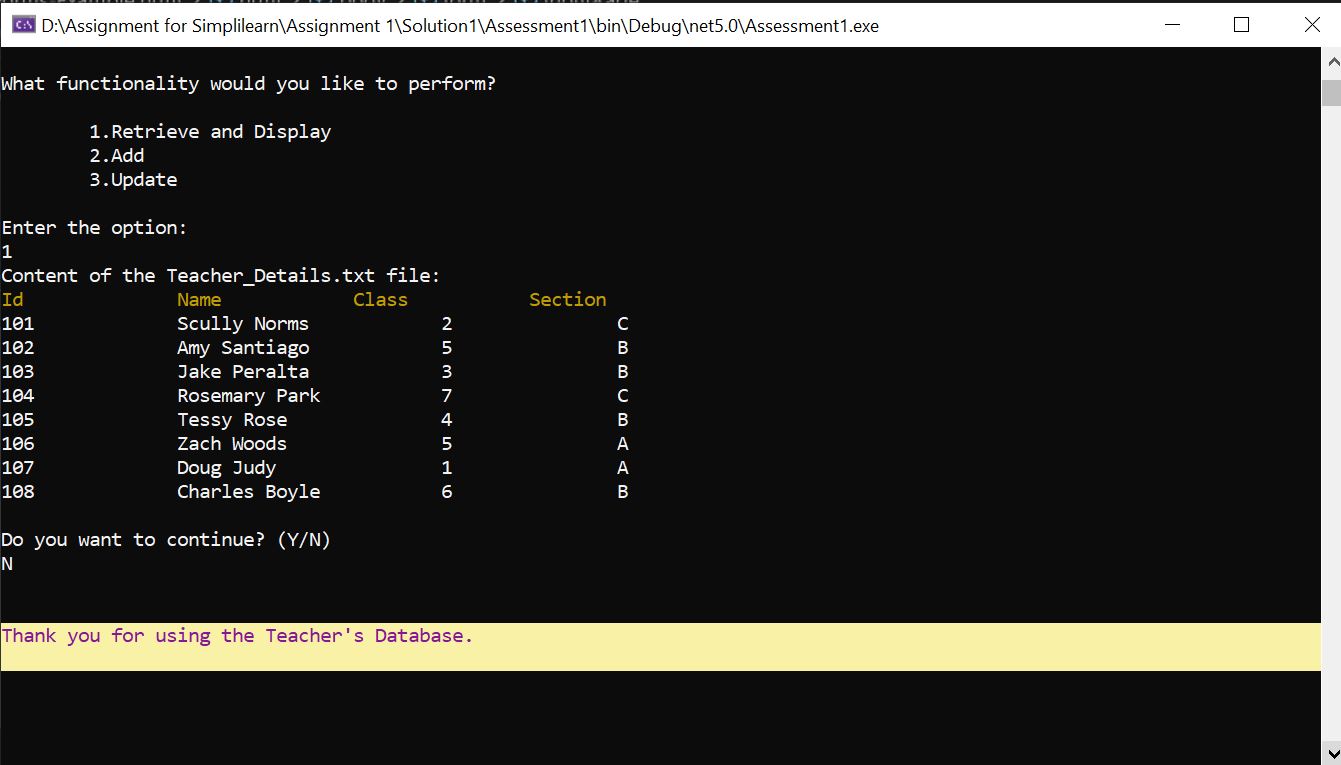 D:\Assignment for Simplilearn\Assignment 1\Solution1\Assessment1\bin\Debug\net5.0\Assessment1.exe
What functionality would you like to perform?
1.Retrieve and Display
2.Add
3.Update
Enter the option:
1
Content of the Teacher_Details.txt file:
Id Name Class Section
101 Scully Norms 2 C
102 Amy Santiago 5 B
103 Jake Peralta 3 B
104 Rosemary Park 7 C
105 Tessy Rose 4 B
106 Zach Woods 5 A
107 Doug Judy 1 A
108 Charles Boyle 6 B
Do you want to continue? (Y/N)
N
Thank you for using the Teacher's Database.